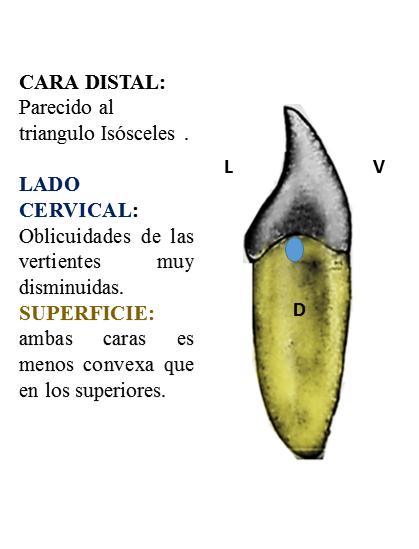 CARA DISTAL:
Parecido al
triangulo Isósceles .
LADO
CERVICAL:
Oblicuidades de las
vertientes muy
disminuidas.
SUPERFICIE:
ambas caras es
menos convexa que
en los superiores.
L
V
D